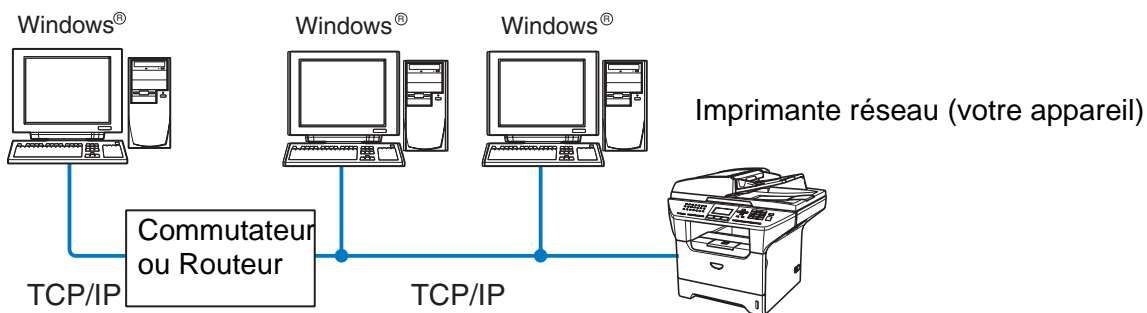 Windows®
Windows®
Windows®
Imprimante réseau (votre appareil)
Commutateur
ou Routeur
TCP/IP
TCP/IP